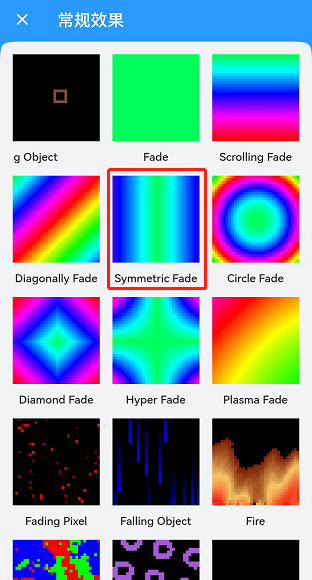 常规效果
g Object
Fade
Scrolling Fade
Diagonally Fade
Symmetric Fade
Circle Fade
Diamond Fade
Hyper Fade
Plasma Fade
Fading Pixel
Falling Object
Fire